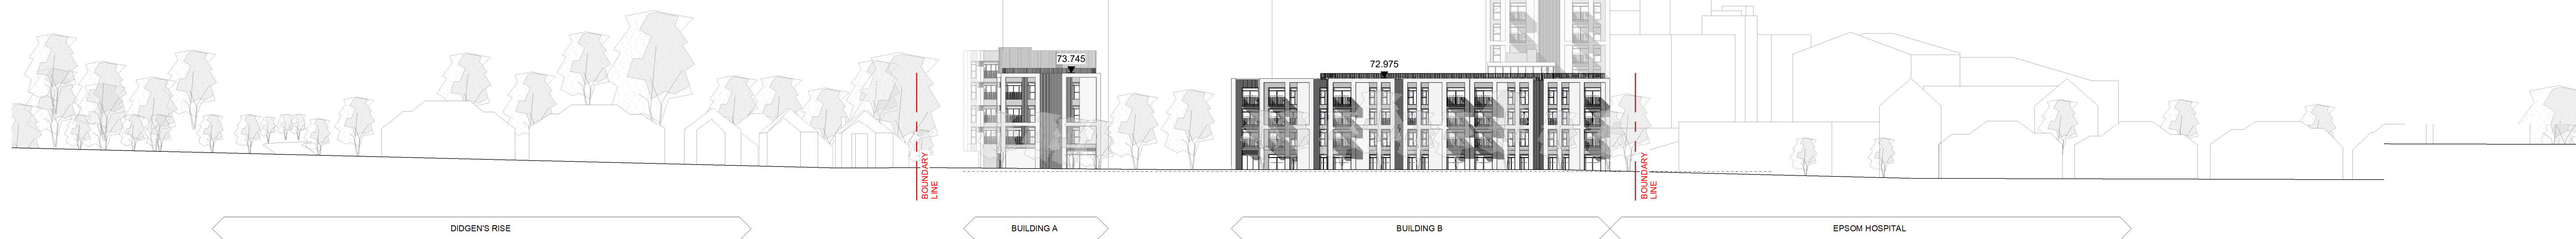 73.745
72.975
BOUNDARY
LINE
BOUNDARY
LINE
DIDGEN'S RISE
BUILDING A
BUILDING B
EPSOM HOSPITAL